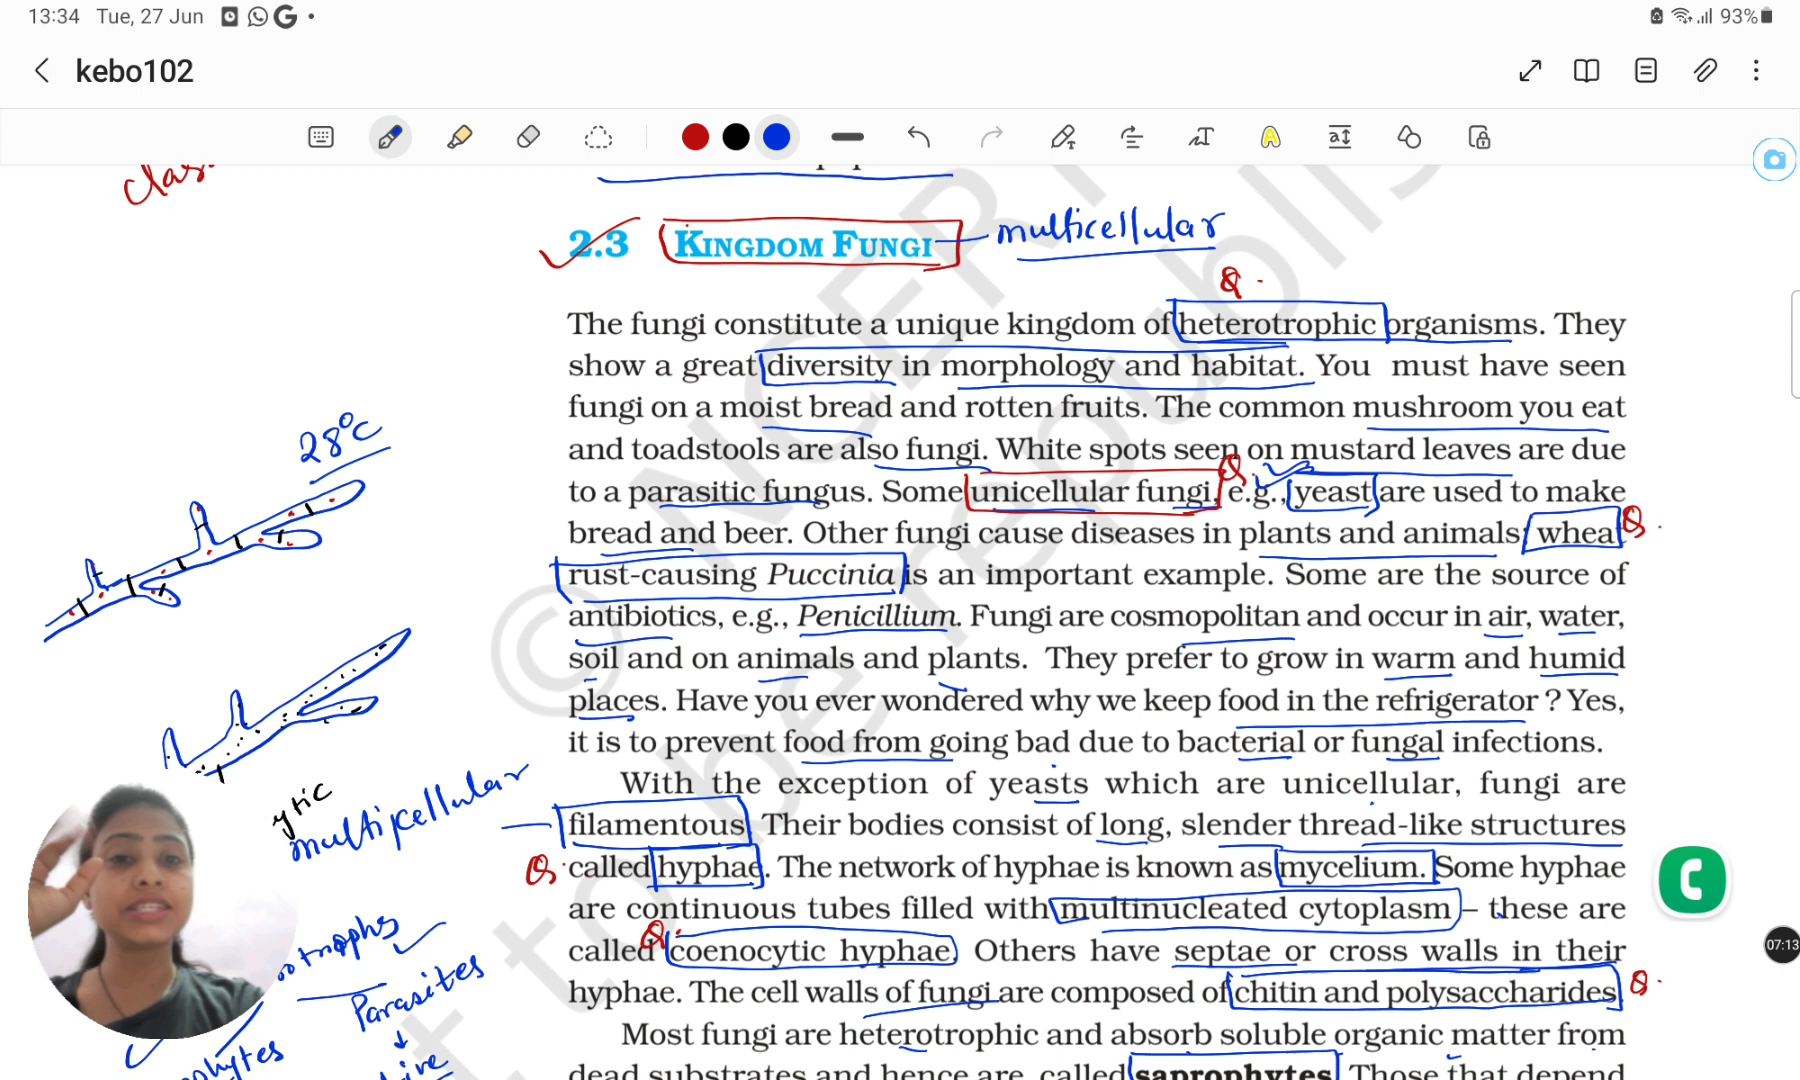 13:34 Tue, 27 Jun G • 93%
kebo102
clas
2.3 KINGDOM FUNGI multicellular
Q.
The fungi constitute a unique kingdom of heterotrophic organisms. They
show a great diversity in morphology and habitat. You must have seen
fungi on a moist bread and rotten fruits. The common mushroom you eat
and toadstools are also fungi. White spots seen on mustard leaves are due
to a parasitic fungus. Some unicellular fungi, e.g., yeast are used to make
Q.
bread and beer. Other fungi cause diseases in plants and animals; wheat
Q.
rust-causing Puccinia is an important example. Some are the source of
antibiotics, e.g., Penicillium. Fungi are cosmopolitan and occur in air, water,
soil and on animals and plants. They prefer to grow in warm and humid
places. Have you ever wondered why we keep food in the refrigerator ? Yes,
it is to prevent food from going bad due to bacterial or fungal infections.
With the exception of yeasts which are unicellular, fungi are
filamentous. Their bodies consist of long, slender thread-like structures
Q. called hyphae. The network of hyphae is known as mycelium. Some hyphae
are continuous tubes filled with multinucleated cytoplasm – these are
Q.
called coenocytic hyphae. Others have septae or cross walls in their
hyphae. The cell walls of fungi are composed of chitin and polysaccharides.
Q.
Most fungi are heterotrophic and absorb soluble organic matter from
dead substrates and hence are called saprophytes. Those that depend
28°C
ytic
multicellular
otrophs
Parasites
phytes
© NCERT
not to be republished
07:13